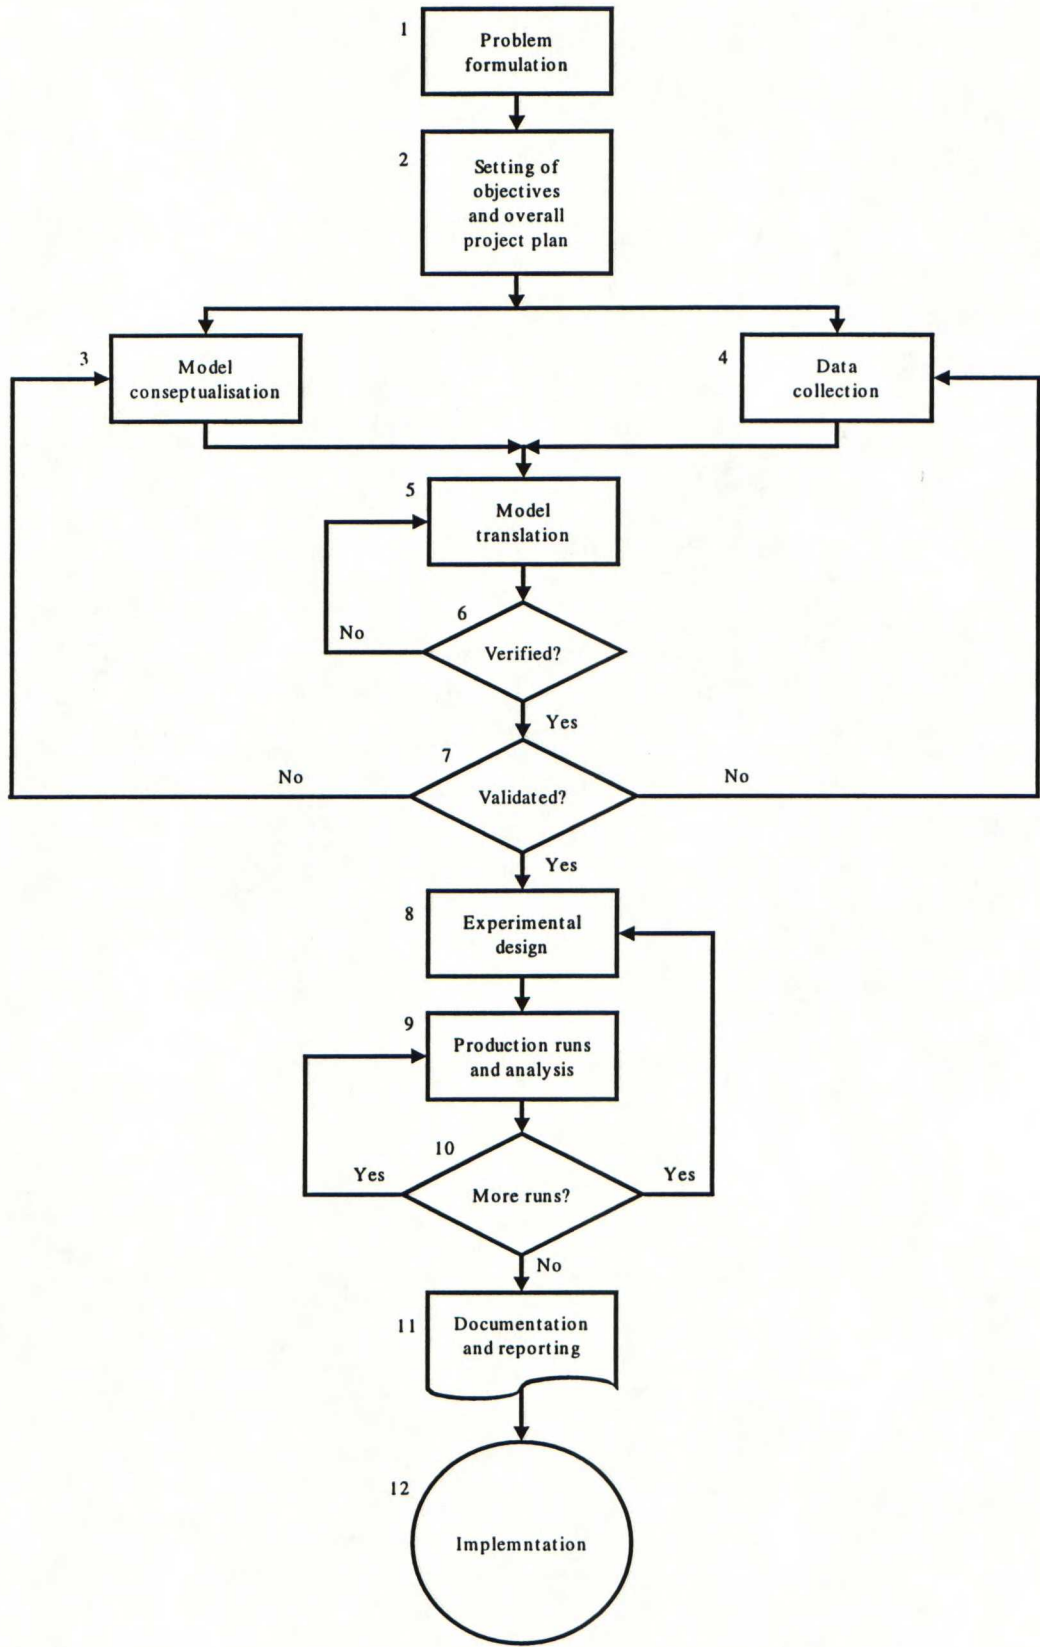 1
Problem
formulation
2
Setting of
objectives
and overall
project plan
3
Model
conseptualisation
4
Data
collection
5
Model
translation
6
No
Verified?
Yes
7
No
No
Validated?
Yes
8
Experimental
design
9
Production runs
and analysis
10
Yes
Yes
More runs?
No
11
Documentation
and reporting
12
Implemntation